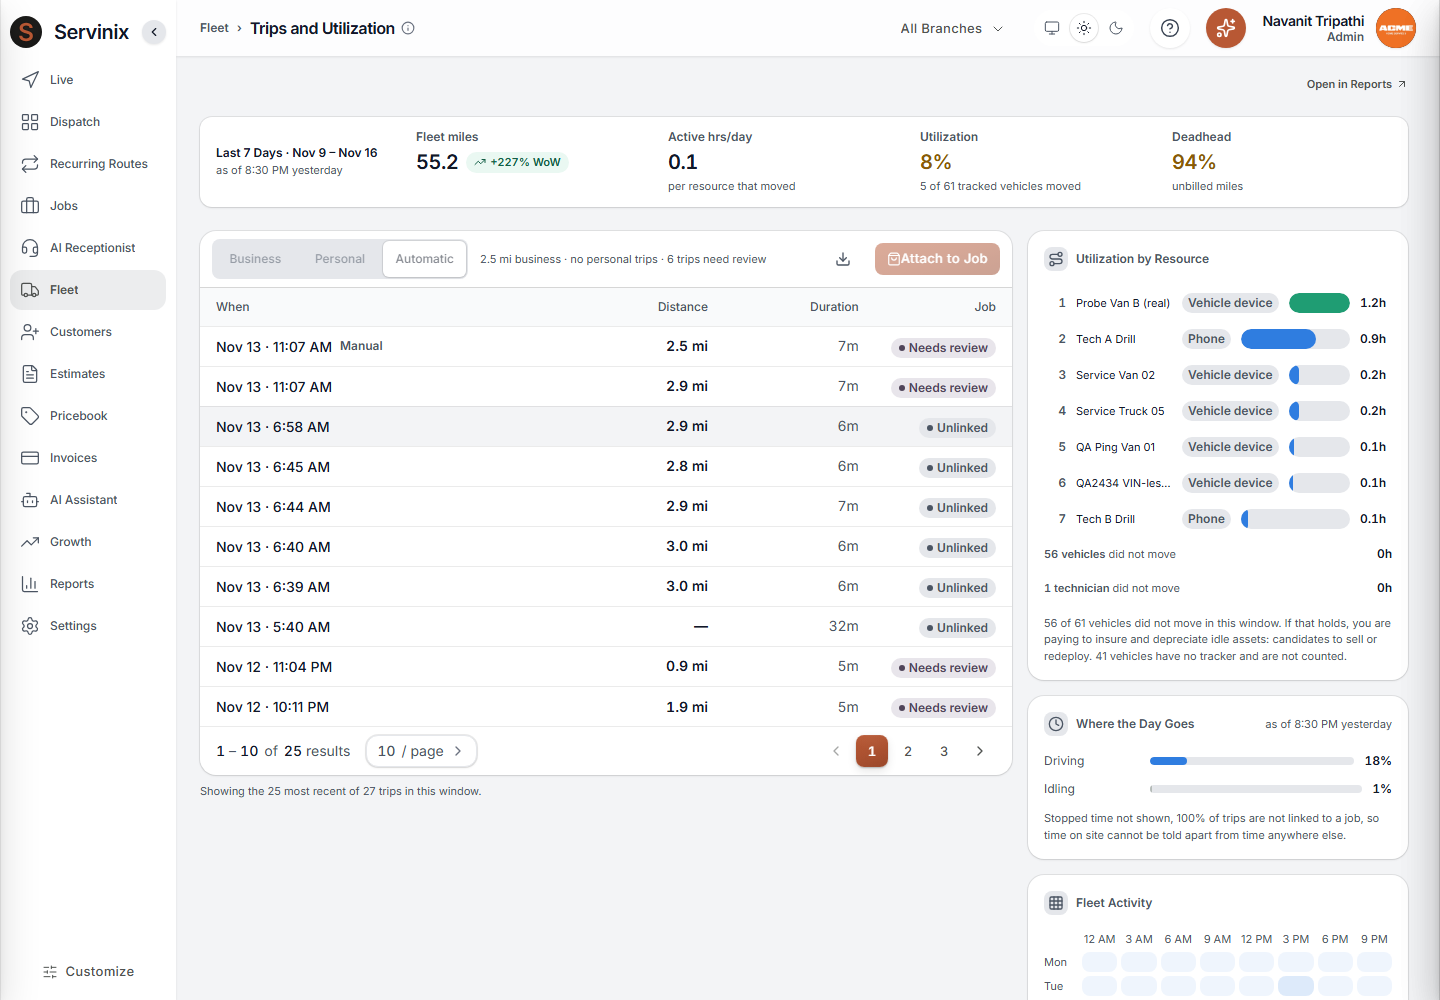 Servinix
Live
Dispatch
Recurring Routes
Jobs
AI Receptionist
Fleet
Customers
Estimates
Pricebook
Invoices
AI Assistant
Growth
Reports
Settings
Customize
Fleet › Trips and Utilization
All Branches
Navanit Tripathi
Admin
ACME
Open in Reports
Last 7 Days · Nov 9 – Nov 16
as of 8:30 PM yesterday
Fleet miles
55.2 +227% WoW
Active hrs/day
0.1
per resource that moved
Utilization
8%
5 of 61 tracked vehicles moved
Deadhead
94%
unbilled miles
Business Personal Automatic 2.5 mi business · no personal trips · 6 trips need review Attach to Job
When Distance Duration Job
Nov 13 · 11:07 AM Manual 2.5 mi 7m Needs review
Nov 13 · 11:07 AM 2.9 mi 7m Needs review
Nov 13 · 6:58 AM 2.9 mi 6m Unlinked
Nov 13 · 6:45 AM 2.8 mi 6m Unlinked
Nov 13 · 6:44 AM 2.9 mi 7m Unlinked
Nov 13 · 6:40 AM 3.0 mi 6m Unlinked
Nov 13 · 6:39 AM 3.0 mi 6m Unlinked
Nov 13 · 5:40 AM — 32m Unlinked
Nov 12 · 11:04 PM 0.9 mi 5m Needs review
Nov 12 · 10:11 PM 1.9 mi 5m Needs review
1 – 10 of 25 results 10 / page 1 2 3
Showing the 25 most recent of 27 trips in this window.
Utilization by Resource
1 Probe Van B (real) Vehicle device 1.2h
2 Tech A Drill Phone 0.9h
3 Service Van 02 Vehicle device 0.2h
4 Service Truck 05 Vehicle device 0.2h
5 QA Ping Van 01 Vehicle device 0.1h
6 QA2434 VIN-les... Vehicle device 0.1h
7 Tech B Drill Phone 0.1h
56 vehicles did not move 0h
1 technician did not move 0h
56 of 61 vehicles did not move in this window. If that holds, you are
paying to insure and depreciate idle assets: candidates to sell or
redeploy. 41 vehicles have no tracker and are not counted.
Where the Day Goes as of 8:30 PM yesterday
Driving 18%
Idling 1%
Stopped time not shown, 100% of trips are not linked to a job, so
time on site cannot be told apart from time anywhere else.
Fleet Activity
12 AM 3 AM 6 AM 9 AM 12 PM 3 PM 6 PM 9 PM
Mon
Tue